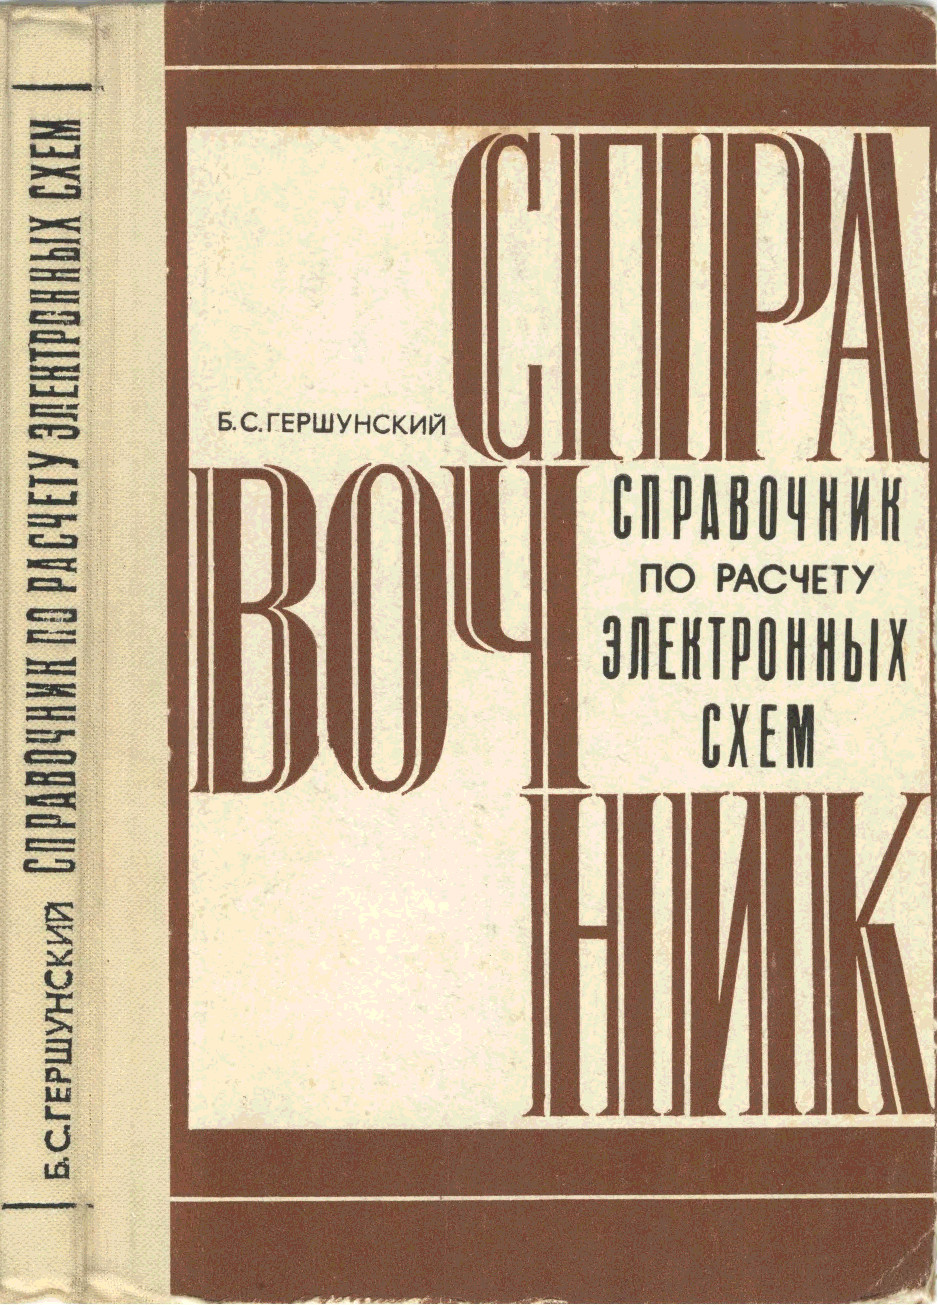 Б.С.ГЕРШУНСКИЙ СПРАВОЧНИК ПО РАСЧЕТУ ЭЛЕКТРОННЫХ СХЕМ
СПРА
Б.С.ГЕРШУНСКИЙ
ВОЧ
СПРАВОЧНИК
ПО РАСЧЕТУ
ЭЛЕКТРОННЫХ
СХЕМ
НИК